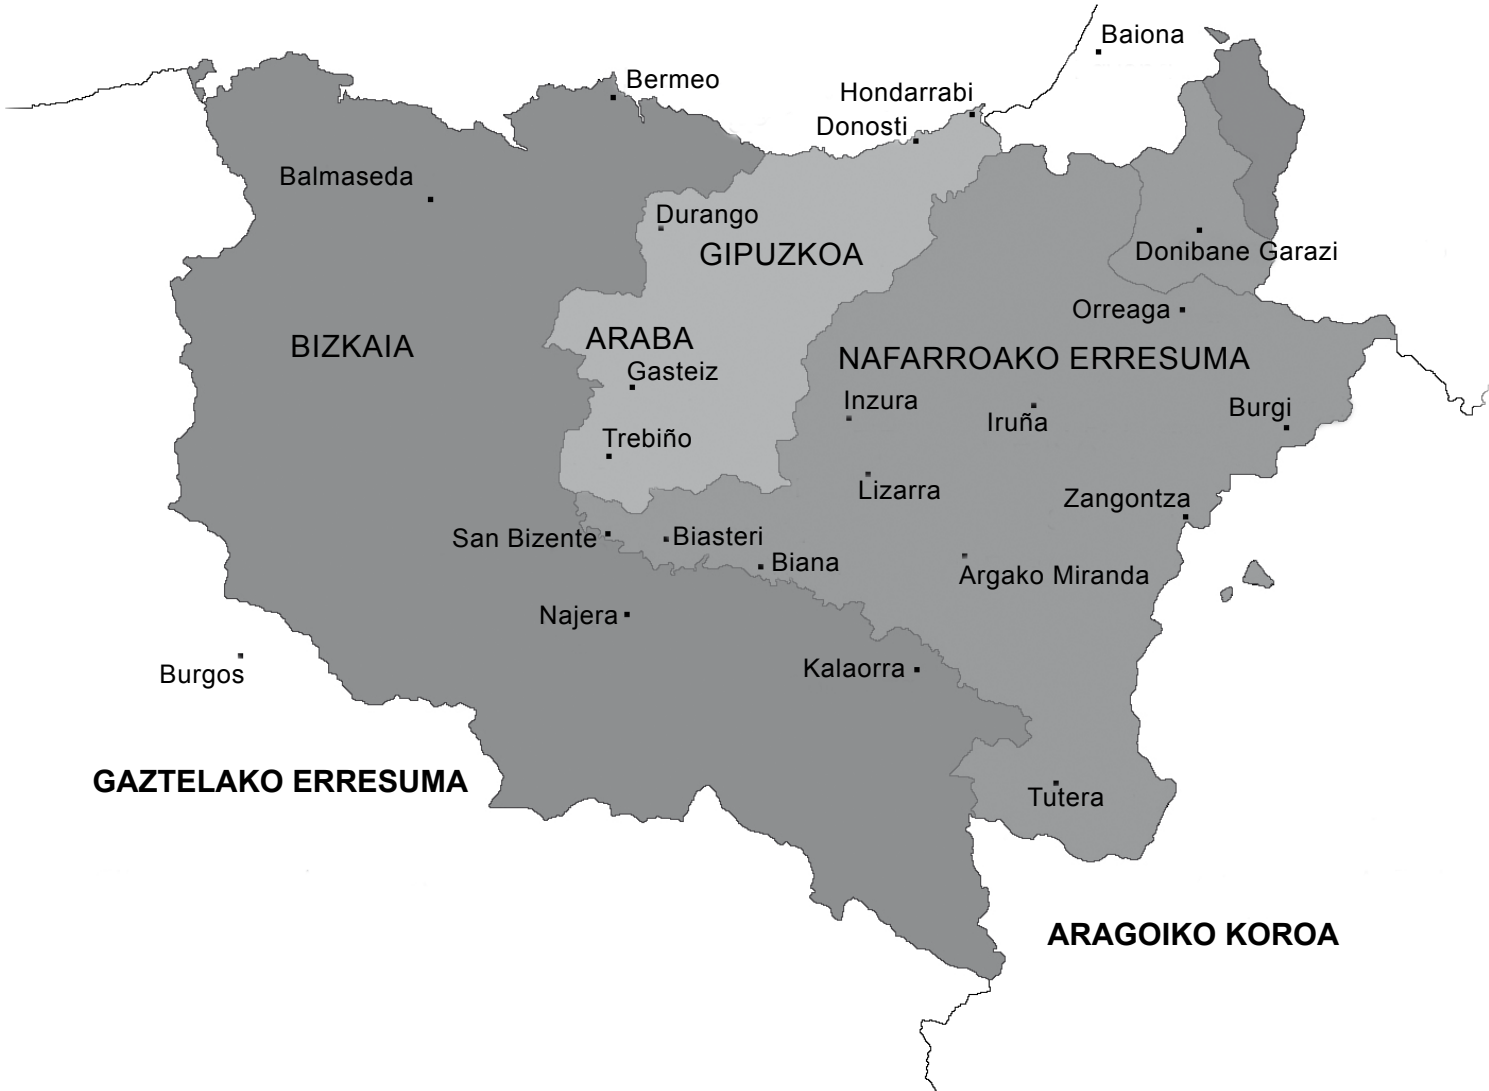 Baiona
Bermeo
Hondarrabi
Donosti
Balmaseda
Durango
GIPUZKOA
Donibane Garazi
Orreaga
BIZKAIA
ARABA
NAFARROAKO ERRESUMA
Gasteiz
Inzura
Iruña
Burgi
Trebiño
Lizarra
Zangontza
San Bizente
Biasteri
Biana
Argako Miranda
Najera
Kalaorra
Burgos
GAZTELAKO ERRESUMA
Tutera
ARAGOIKO KOROA